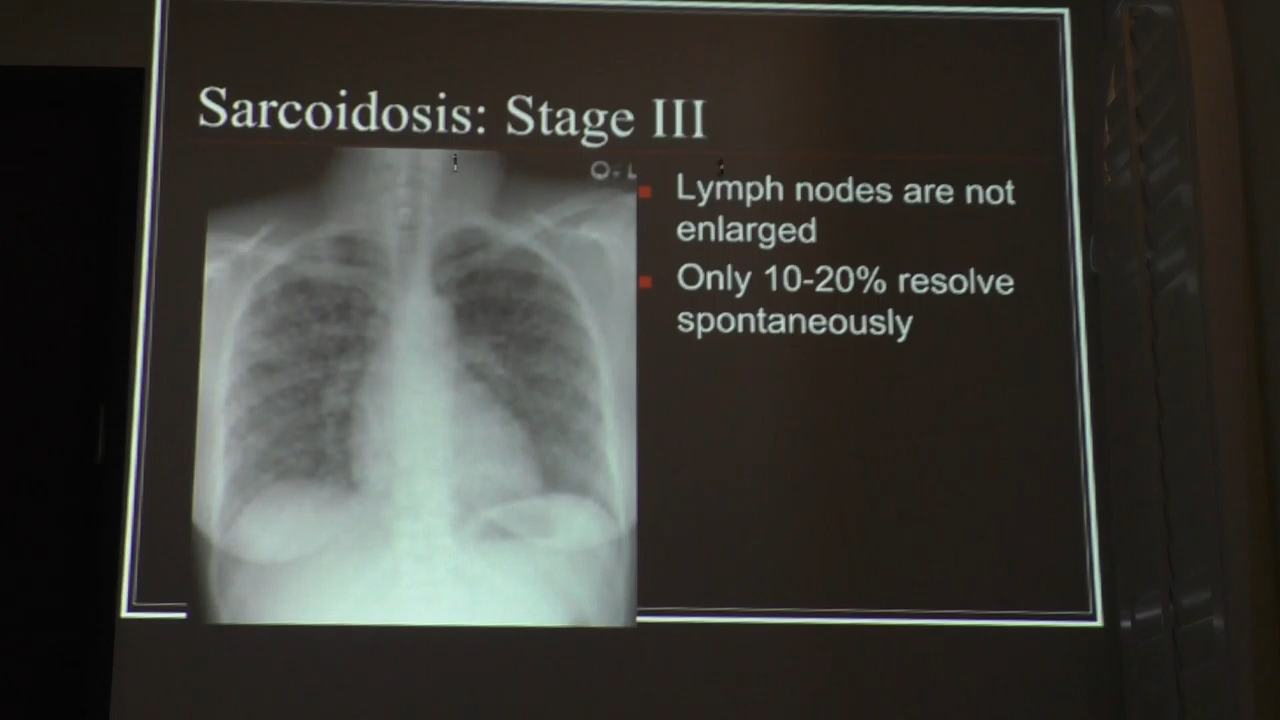 Sarcoidosis: Stage III
Lymph nodes are not
enlarged
Only 10-20% resolve
spontaneously